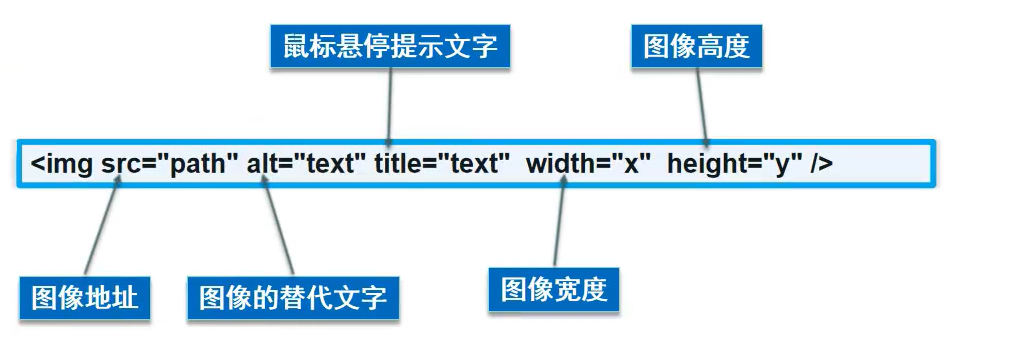 鼠标悬停提示文字
图像高度
<img src="path" alt="text" title="text" width="x" height="y" />
图像地址
图像的替代文字
图像宽度